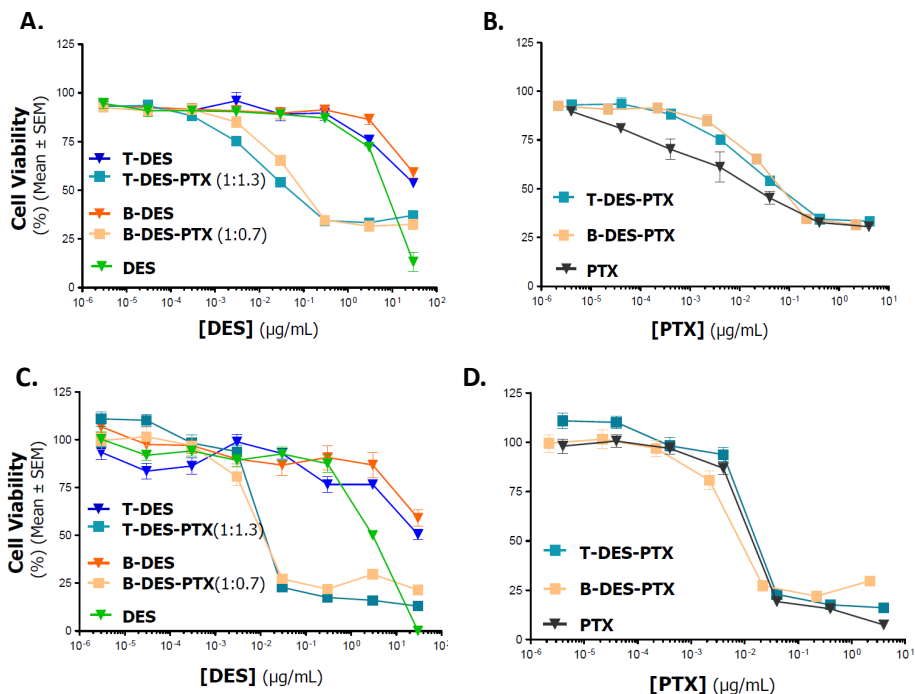 A.
Cell Viability
(%) (Mean ± SEM)
125
100
75
50
25
0
T-DES
T-DES-PTX (1:1.3)
B-DES
B-DES-PTX (1:0.7)
DES
10⁻⁶ 10⁻⁵ 10⁻⁴ 10⁻³ 10⁻² 10⁻¹ 10⁰ 10¹ 10²
[DES] (µg/mL)
B.
125
100
75
50
25
0
T-DES-PTX
B-DES-PTX
PTX
10⁻⁶ 10⁻⁵ 10⁻⁴ 10⁻³ 10⁻² 10⁻¹ 10⁰ 10¹
[PTX] (µg/mL)
C.
Cell Viability
(%) (Mean ± SEM)
125
100
75
50
25
0
T-DES
T-DES-PTX(1:1.3)
B-DES
B-DES-PTX(1:0.7)
DES
10⁻⁶ 10⁻⁵ 10⁻⁴ 10⁻³ 10⁻² 10⁻¹ 10⁰ 10¹ 10²
[DES] (µg/mL)
D.
125
100
75
50
25
0
T-DES-PTX
B-DES-PTX
PTX
10⁻⁶ 10⁻⁵ 10⁻⁴ 10⁻³ 10⁻² 10⁻¹ 10⁰ 10¹
[PTX] (µg/mL)